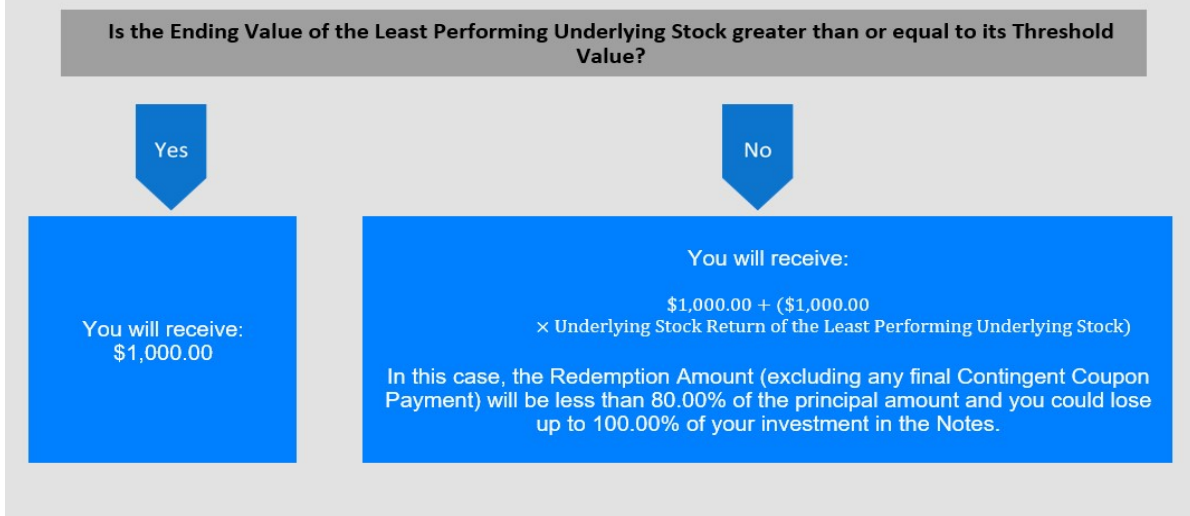 Is the Ending Value of the Least Performing Underlying Stock greater than or equal to its Threshold
Value?
Yes
No
You will receive:
$1,000.00
You will receive:
$1,000.00 + ($1,000.00
× Underlying Stock Return of the Least Performing Underlying Stock)
In this case, the Redemption Amount (excluding any final Contingent Coupon
Payment) will be less than 80.00% of the principal amount and you could lose
up to 100.00% of your investment in the Notes.